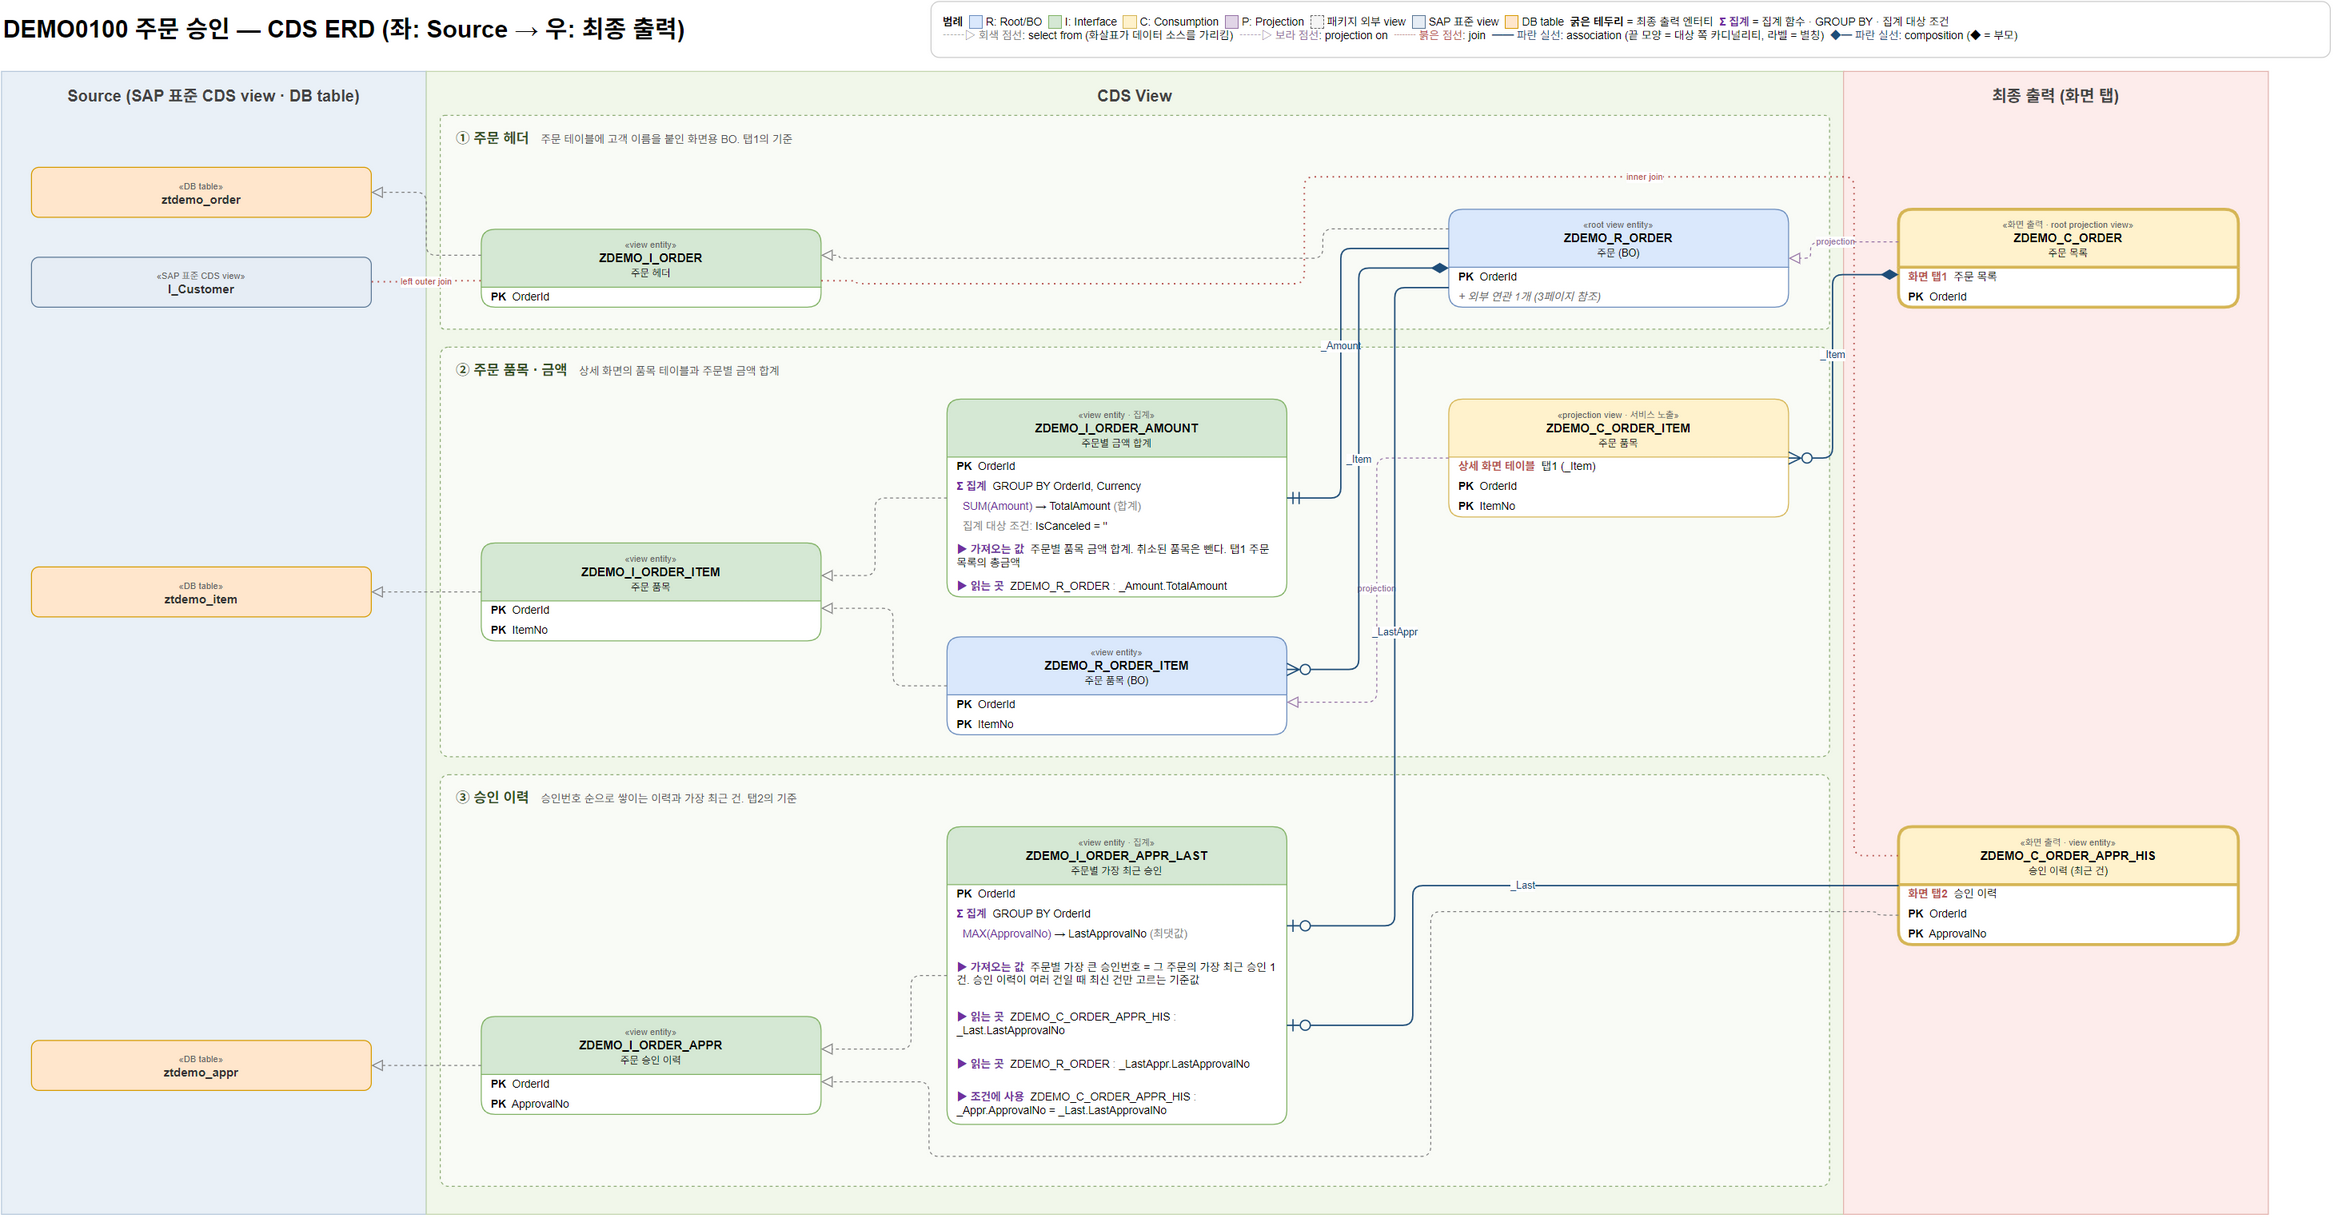 DEMO0100 주문 승인 — CDS ERD (좌: Source → 우: 최종 출력)
범례 R: Root/BO I: Interface C: Consumption P: Projection 패키지 외부 view SAP 표준 view DB table 굵은 테두리 = 최종 출력 엔터티 Σ 집계 = 집계 함수 · GROUP BY · 집계 대상 조건
회색 점선: select from (화살표가 데이터 소스를 가리킴) 보라 점선: projection on 붉은 점선: join 파란 실선: association (끝 모양 = 대상 쪽 카디널리티, 라벨 = 별칭) 파란 실선: composition (◆ = 부모)
Source (SAP 표준 CDS view · DB table)
CDS View
최종 출력 (화면 탭)
① 주문 헤더 주문 테이블에 고객 이름을 붙인 화면용 BO. 탭1의 기준
«DB table»
ztdemo_order
«SAP 표준 CDS view»
I_Customer
left outer join
«view entity»
ZDEMO_I_ORDER
주문 헤더
PK OrderId
inner join
«root view entity»
ZDEMO_R_ORDER
주문 (BO)
PK OrderId
+ 외부 연관 1개 (3페이지 참조)
projection
«화면 출력 · root projection view»
ZDEMO_C_ORDER
주문 목록
화면 탭1 주문 목록
PK OrderId
_Amount
_Item
② 주문 품목 · 금액 상세 화면의 품목 테이블과 주문별 금액 합계
«view entity · 집계»
ZDEMO_I_ORDER_AMOUNT
주문별 금액 합계
PK OrderId
Σ 집계 GROUP BY OrderId, Currency
SUM(Amount) → TotalAmount (합계)
집계 대상 조건: IsCanceled = ''
▶ 가져오는 값 주문별 품목 금액 합계. 취소된 품목은 뺀다. 탭1 주문
목록의 총금액
▶ 읽는 곳 ZDEMO_R_ORDER : _Amount.TotalAmount
_Item
«projection view · 서비스 노출»
ZDEMO_C_ORDER_ITEM
주문 품목
상세 화면 테이블 탭1 (_Item)
PK OrderId
PK ItemNo
«DB table»
ztdemo_item
«view entity»
ZDEMO_I_ORDER_ITEM
주문 품목
PK OrderId
PK ItemNo
projection
_LastAppr
«view entity»
ZDEMO_R_ORDER_ITEM
주문 품목 (BO)
PK OrderId
PK ItemNo
③ 승인 이력 승인번호 순으로 쌓이는 이력과 가장 최근 건. 탭2의 기준
«view entity · 집계»
ZDEMO_I_ORDER_APPR_LAST
주문별 가장 최근 승인
PK OrderId
Σ 집계 GROUP BY OrderId
MAX(ApprovalNo) → LastApprovalNo (최댓값)
▶ 가져오는 값 주문별 가장 큰 승인번호 = 그 주문의 가장 최근 승인 1
건. 승인 이력이 여러 건일 때 최신 건만 고르는 기준값
▶ 읽는 곳 ZDEMO_C_ORDER_APPR_HIS :
_Last.LastApprovalNo
▶ 읽는 곳 ZDEMO_R_ORDER : _LastAppr.LastApprovalNo
▶ 조건에 사용 ZDEMO_C_ORDER_APPR_HIS :
_Appr.ApprovalNo = _Last.LastApprovalNo
_Last
«화면 출력 · view entity»
ZDEMO_C_ORDER_APPR_HIS
승인 이력 (최근 건)
화면 탭2 승인 이력
PK OrderId
PK ApprovalNo
«DB table»
ztdemo_appr
«view entity»
ZDEMO_I_ORDER_APPR
주문 승인 이력
PK OrderId
PK ApprovalNo